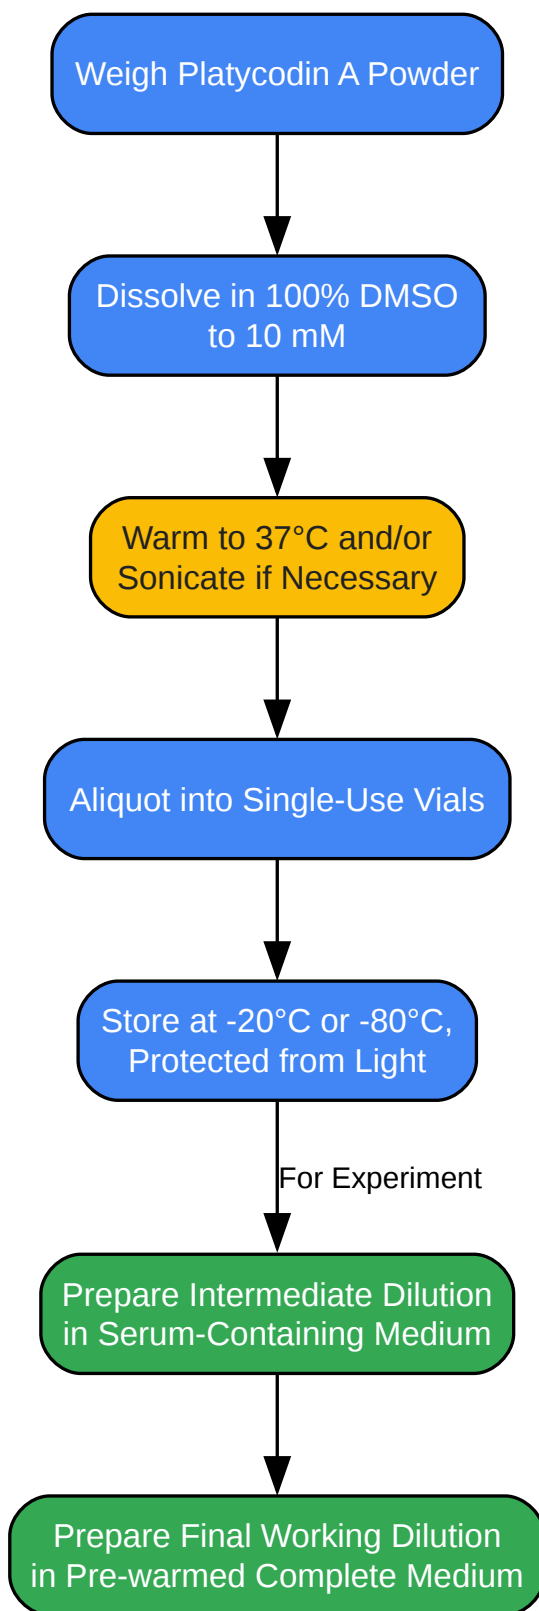 Weigh Platycodin A Powder
Dissolve in 100% DMSO
to 10 mM
Warm to 37°C and/or
Sonicate if Necessary
Aliquot into Single-Use Vials
Store at -20°C or -80°C,
Protected from Light
For Experiment
Prepare Intermediate Dilution
in Serum-Containing Medium
Prepare Final Working Dilution
in Pre-warmed Complete Medium